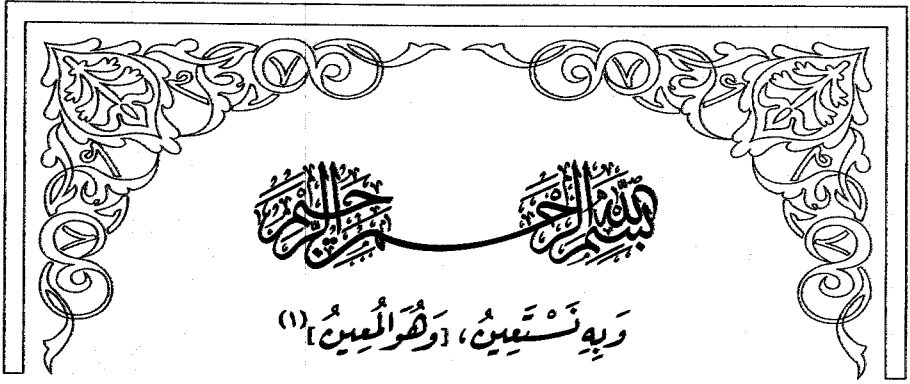 بسم الله الرحمن الرحيم
وَبِهِ نَسْتَعِينُ، [وَهُوَ الْمُعِينُ](١)